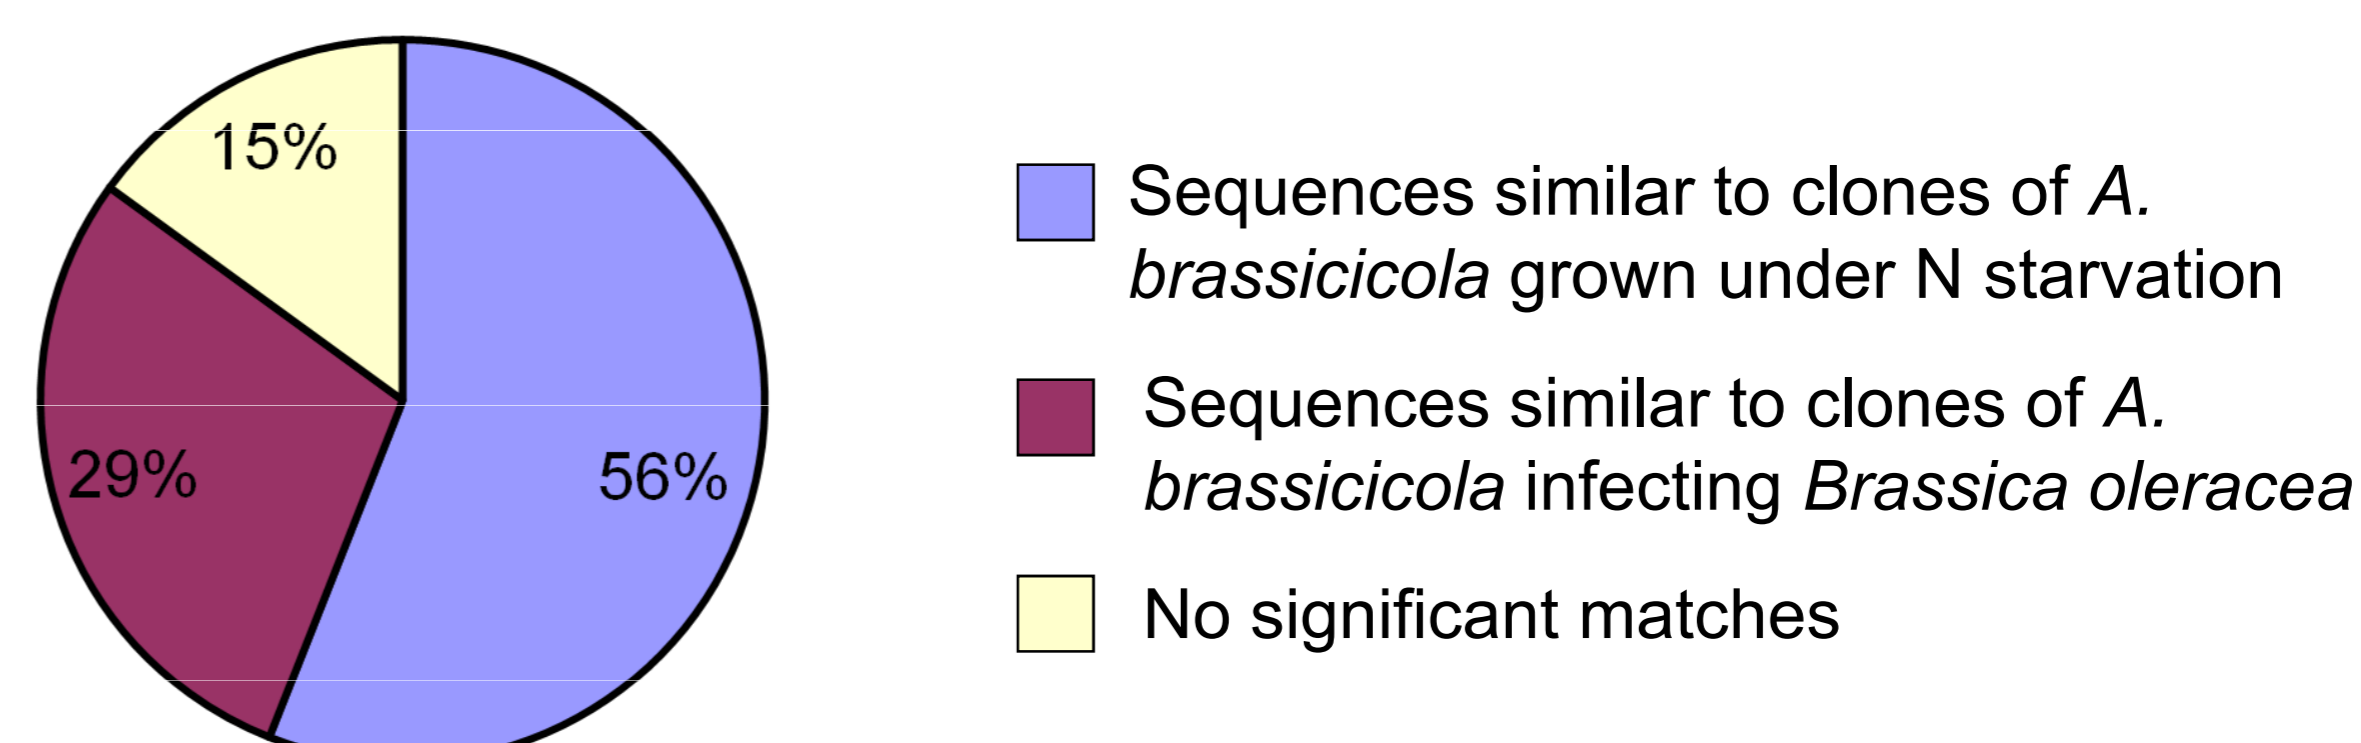 15%
29%
56%
Sequences similar to clones of A.
brassicicola grown under N starvation
Sequences similar to clones of A.
brassicicola infecting Brassica oleracea
No significant matches